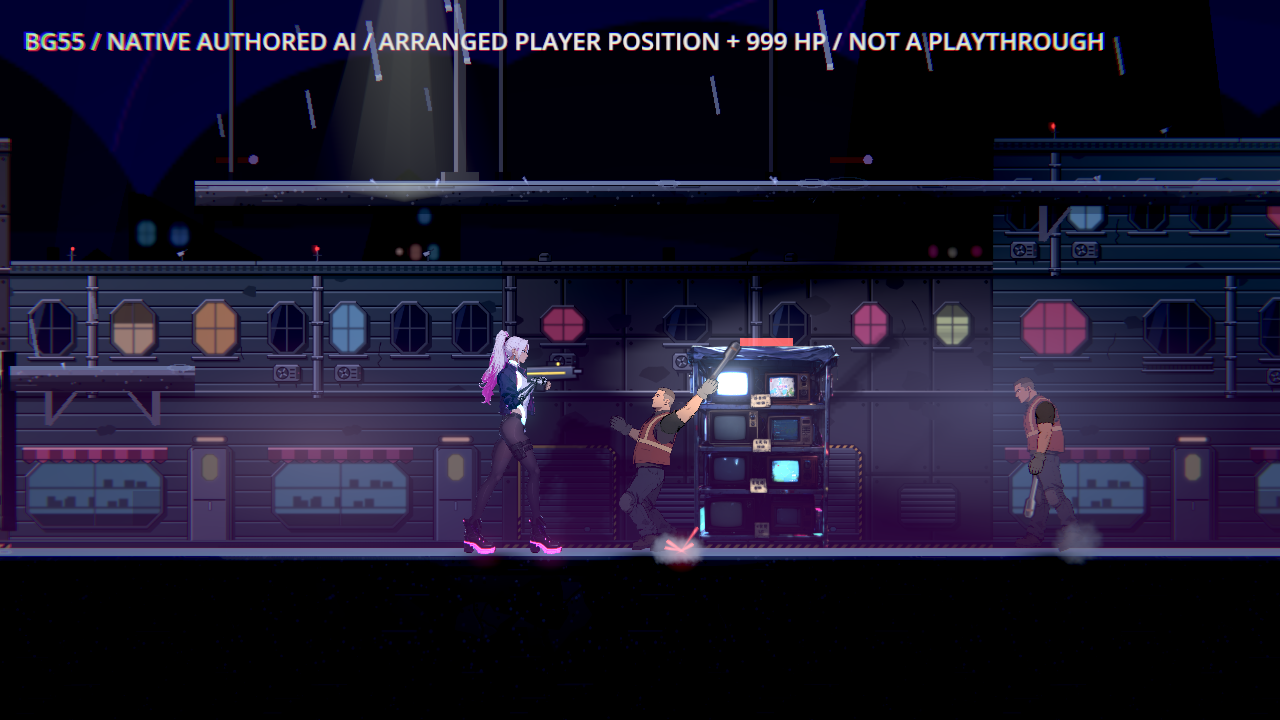 BG55 / NATIVE AUTHORED AI / ARRANGED PLAYER POSITION + 999 HP / NOT A PLAYTHROUGH